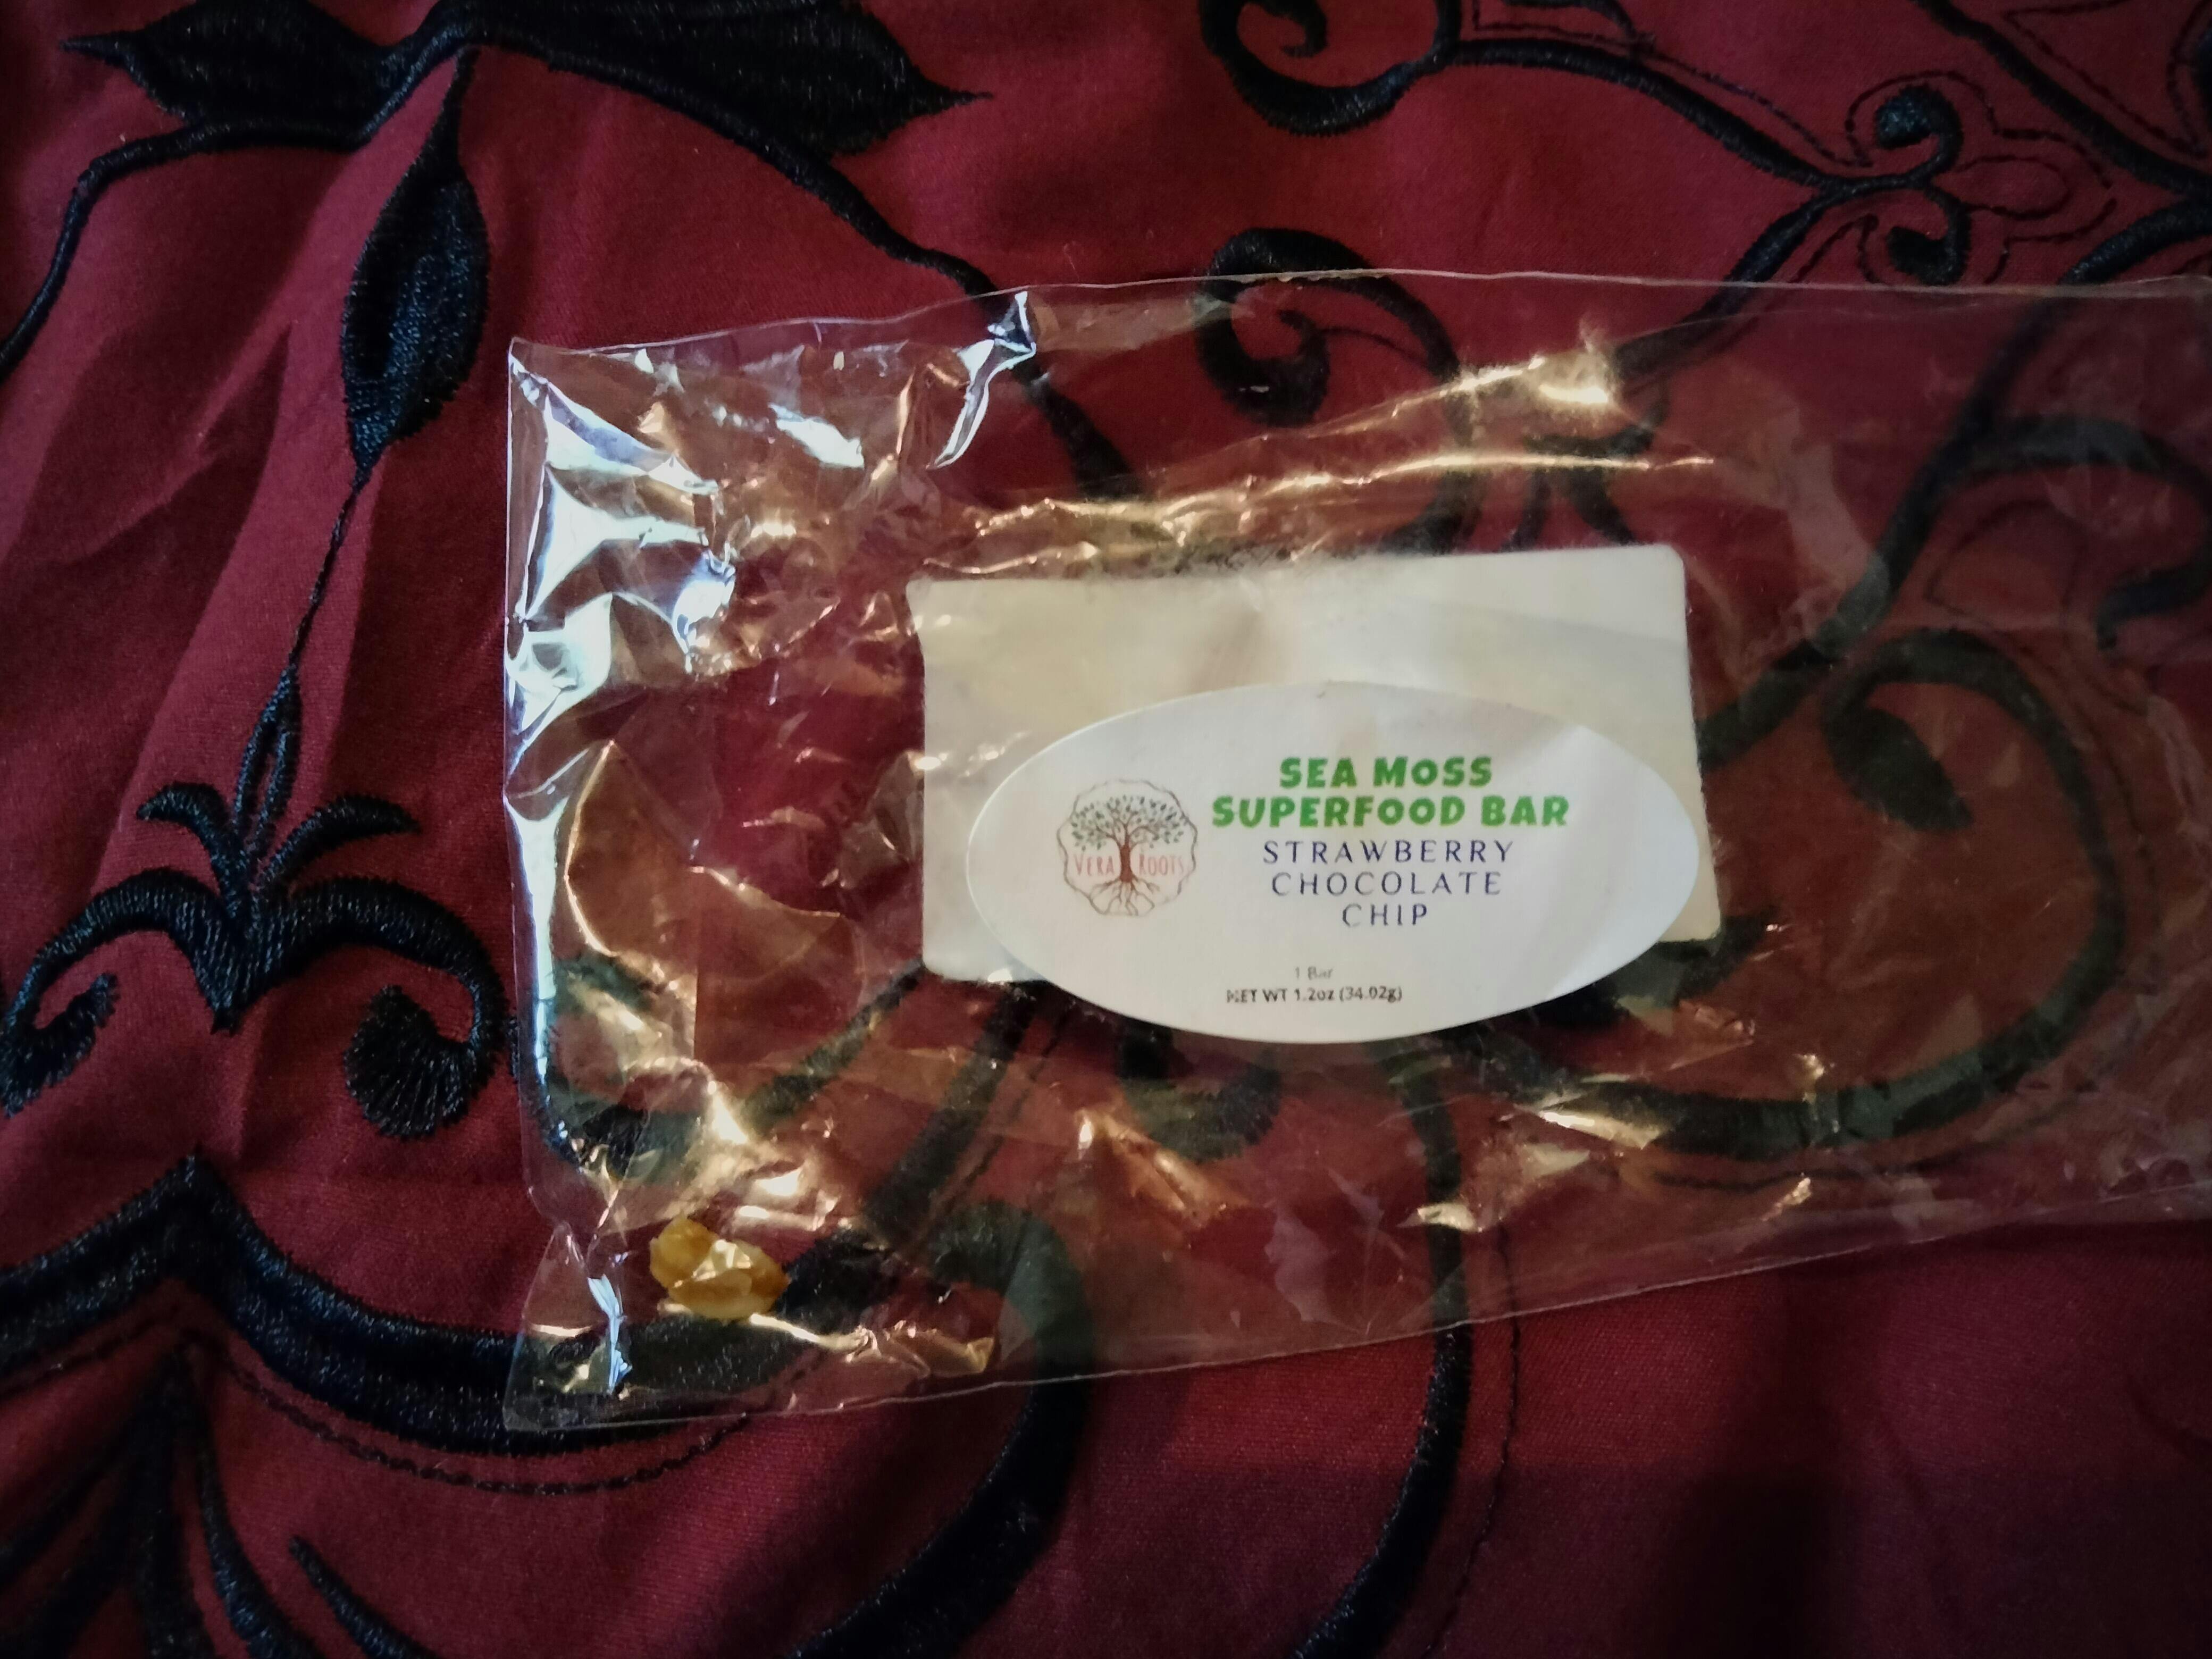 SEA MOSS
SUPERFOOD BAR
VERA ROOTS
STRAWBERRY
CHOCOLATE
CHIP
1 Bar
NET WT 1.2oz (34.02g)